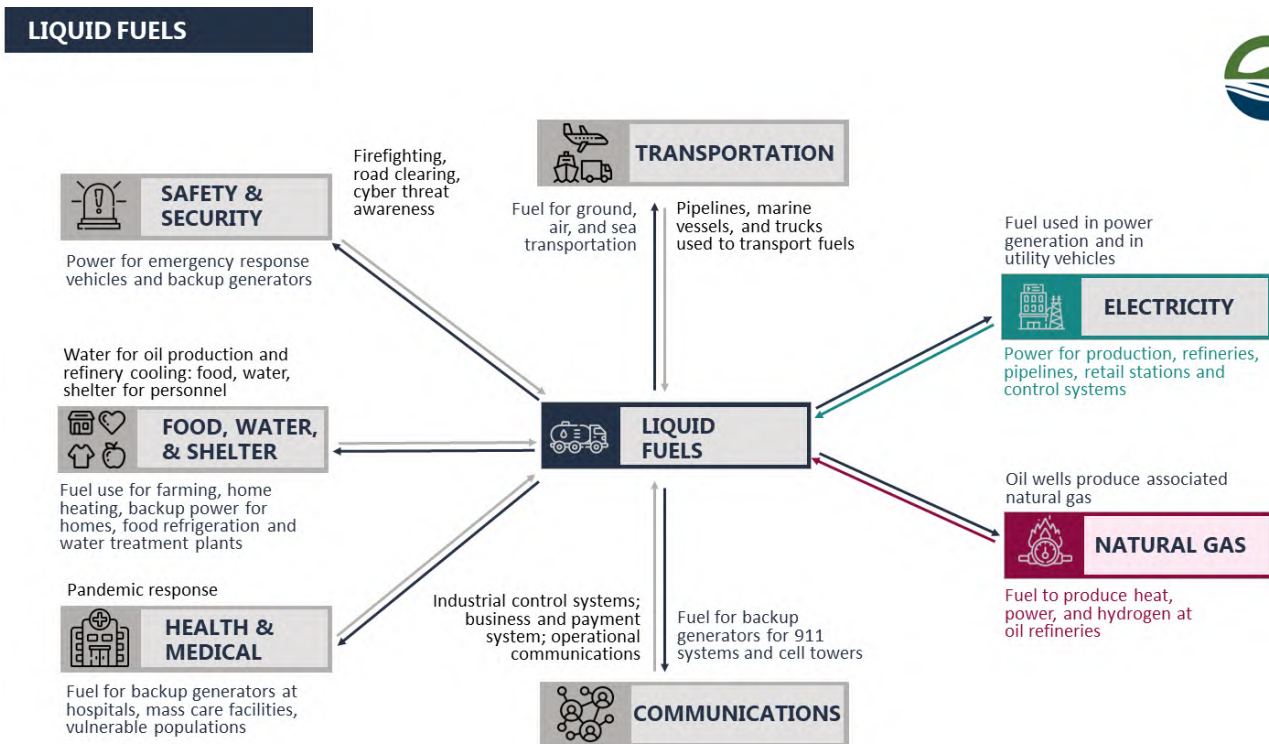 LIQUID FUELS
TRANSPORTATION
Fuel for ground,
air, and sea
transportation
Pipelines, marine
vessels, and trucks
used to transport fuels
Firefighting,
road clearing,
cyber threat
awareness
SAFETY &
SECURITY
Power for emergency response
vehicles and backup generators
Fuel used in power
generation and in
utility vehicles
ELECTRICITY
Power for production, refineries,
pipelines, retail stations and
control systems
Water for oil production and
refinery cooling: food, water,
shelter for personnel
FOOD, WATER,
& SHELTER
Fuel use for farming, home
heating, backup power for
homes, food refrigeration and
water treatment plants
LIQUID
FUELS
Oil wells produce associated
natural gas
NATURAL GAS
Fuel to produce heat,
power, and hydrogen at
oil refineries
Pandemic response
HEALTH &
MEDICAL
Fuel for backup generators at
hospitals, mass care facilities,
vulnerable populations
Industrial control systems;
business and payment
system; operational
communications
Fuel for backup
generators for 911
systems and cell towers
COMMUNICATIONS